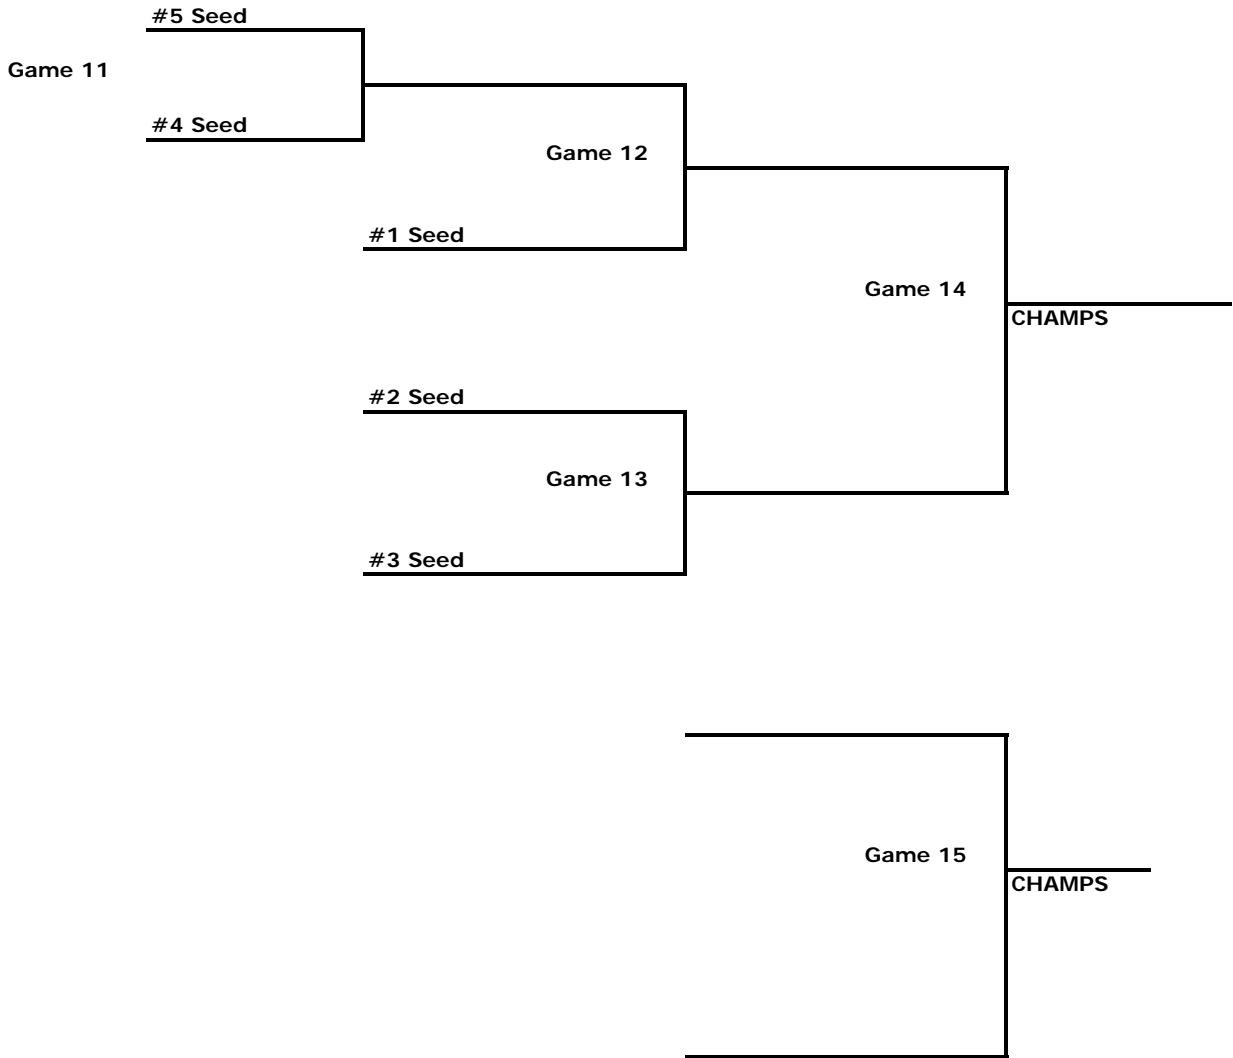 #5 Seed
Game 11
#4 Seed
Game 12
#1 Seed
Game 14
CHAMPS
#2 Seed
Game 13
#3 Seed
Game 15
CHAMPS